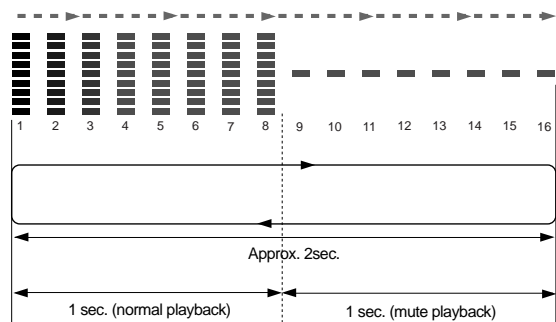 1 2 3 4 5 6 7 8 9 10 11 12 13 14 15 16
Approx. 2sec.
1 sec. (normal playback) 1 sec. (mute playback)